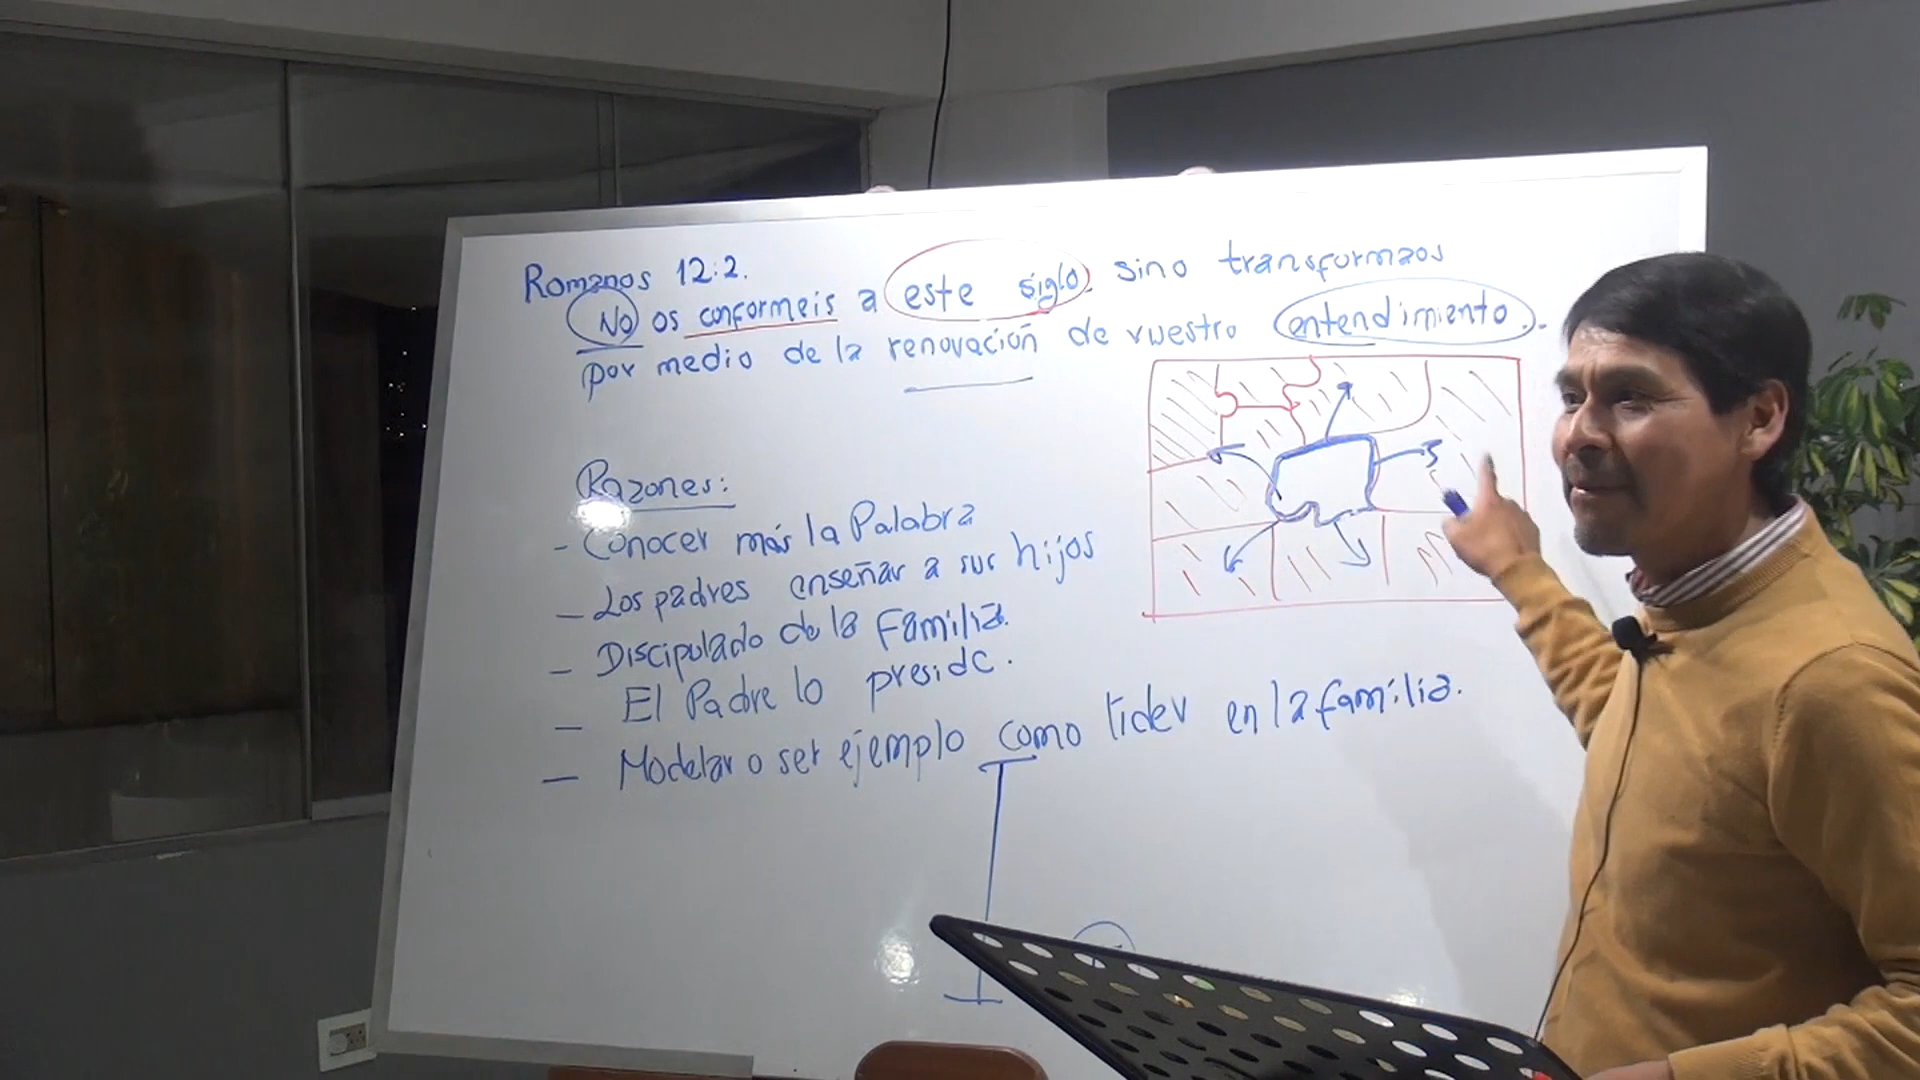 Romanos 12:2.
No os conformeis a este siglo. sino transformaos
por medio de la renovación de vuestro entendimiento.
Razones:
- Conocer más la Palabra
- Los padres enseñar a sus hijos
- Discipulado de la Familia.
- El Padre lo preside.
- Modelar o ser ejemplo como lider en la familia.